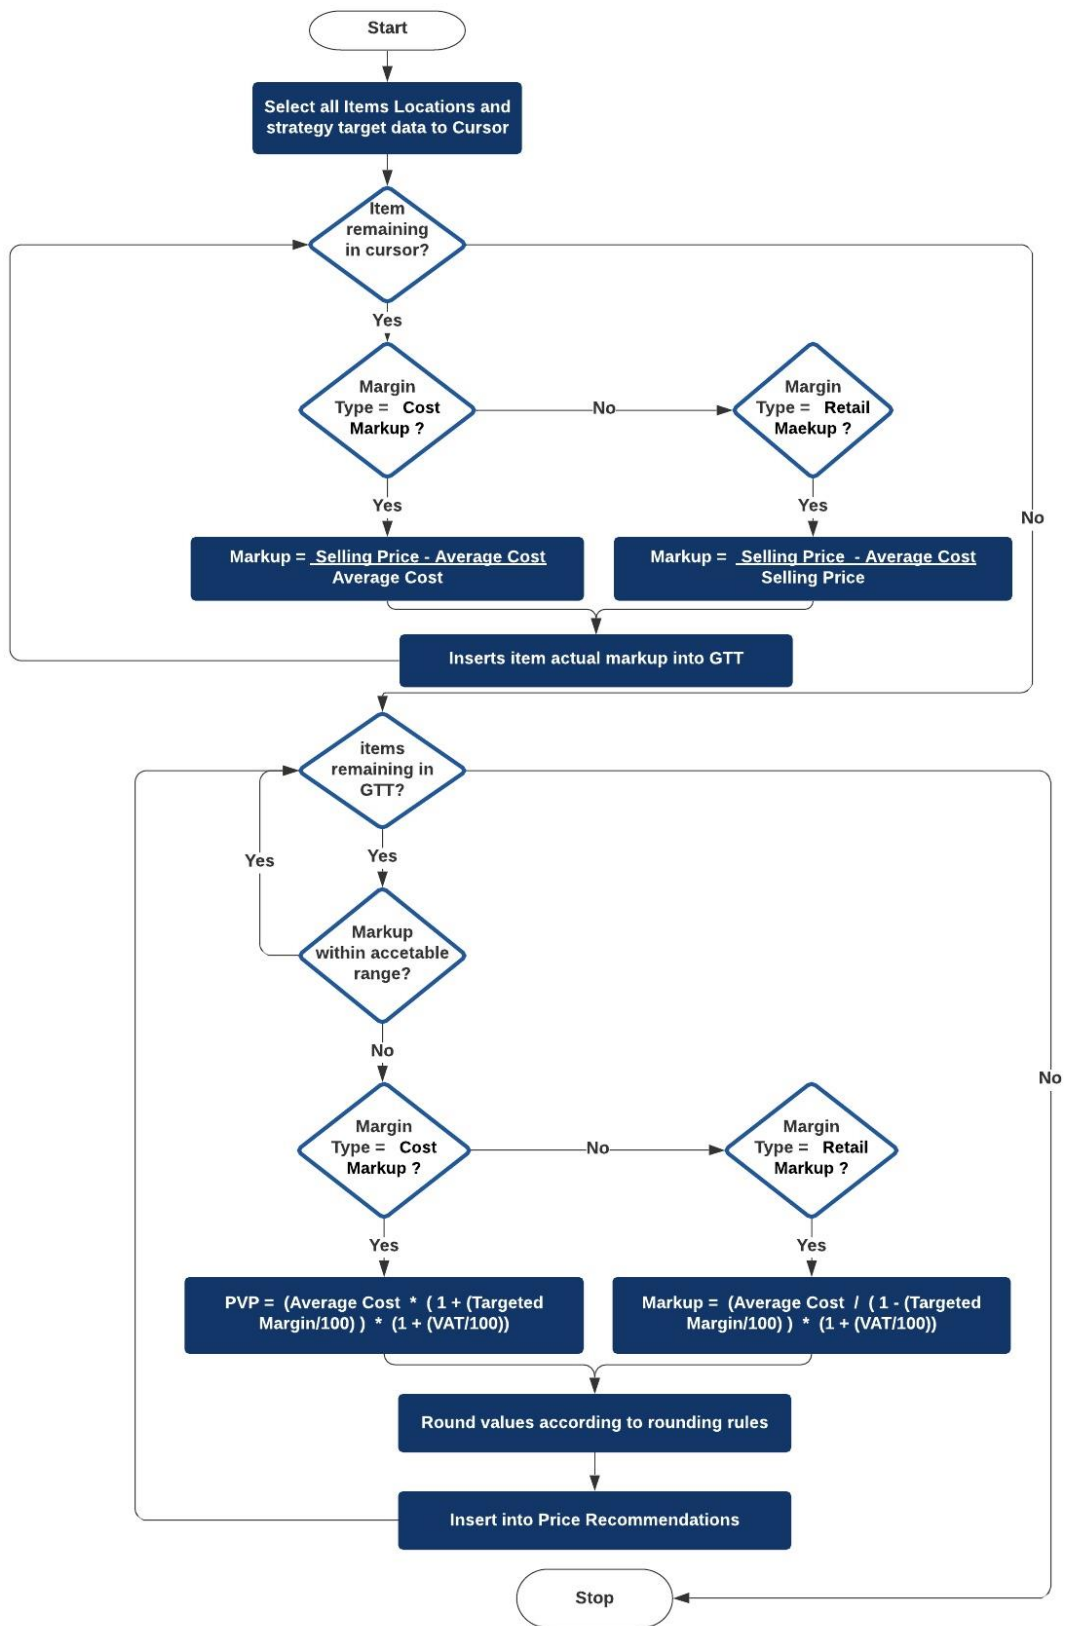 Start
Select all Items Locations and
strategy target data to Cursor
Item
remaining
in cursor?
Yes
Margin
Type = Cost
Markup ?
No
Margin
Type = Retail
Maekup ?
Yes
Yes
No
Markup = Selling Price - Average Cost
Average Cost
Markup = Selling Price - Average Cost
Selling Price
Inserts item actual markup into GTT
items
remaining in
GTT?
Yes
Yes
Markup
within accetable
range?
No
No
Margin
Type = Cost
Markup ?
No
Margin
Type = Retail
Markup ?
Yes
Yes
PVP = (Average Cost * ( 1 + (Targeted
Margin/100) ) * (1 + (VAT/100))
Markup = (Average Cost / ( 1 - (Targeted
Margin/100) ) * (1 + (VAT/100))
Round values according to rounding rules
Insert into Price Recommendations
Stop